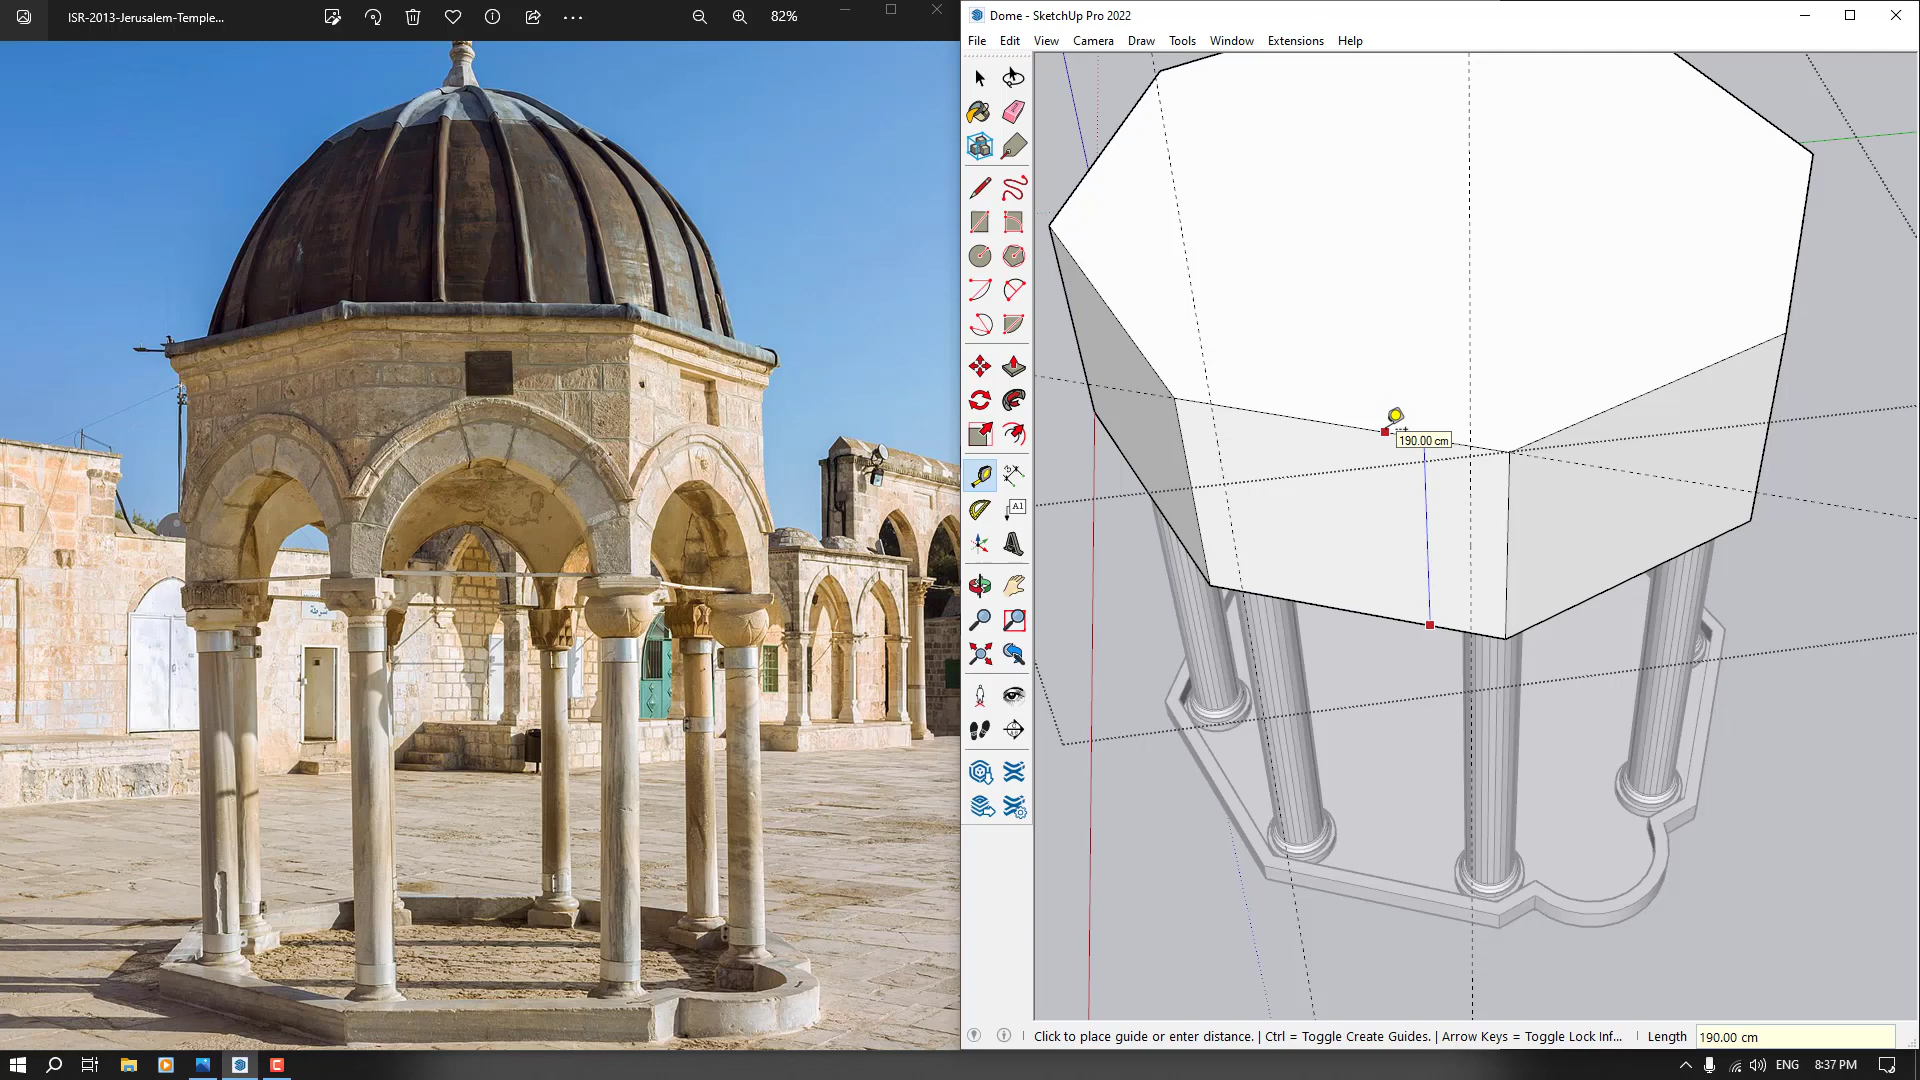 ISR-2013-Jerusalem-Temple...
82%
Dome - SketchUp Pro 2022
File Edit View Camera Draw Tools Window Extensions Help
A1
190.00 cm
شرطة
Click to place guide or enter distance. | Ctrl = Toggle Create Guides. | Arrow Keys = Toggle Lock Inf...
Length
190.00 cm
ENG
8:37 PM